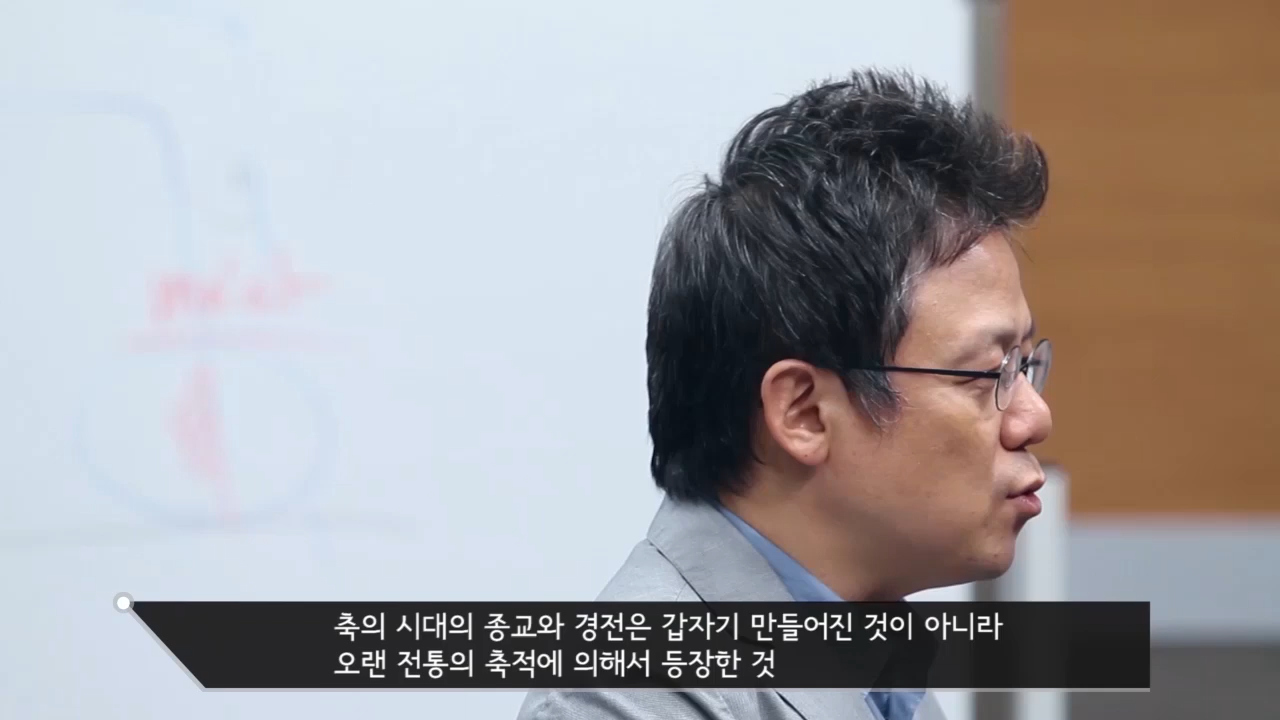 축의 시대의 종교와 경전은 갑자기 만들어진 것이 아니라
오랜 전통의 축적에 의해서 등장한 것